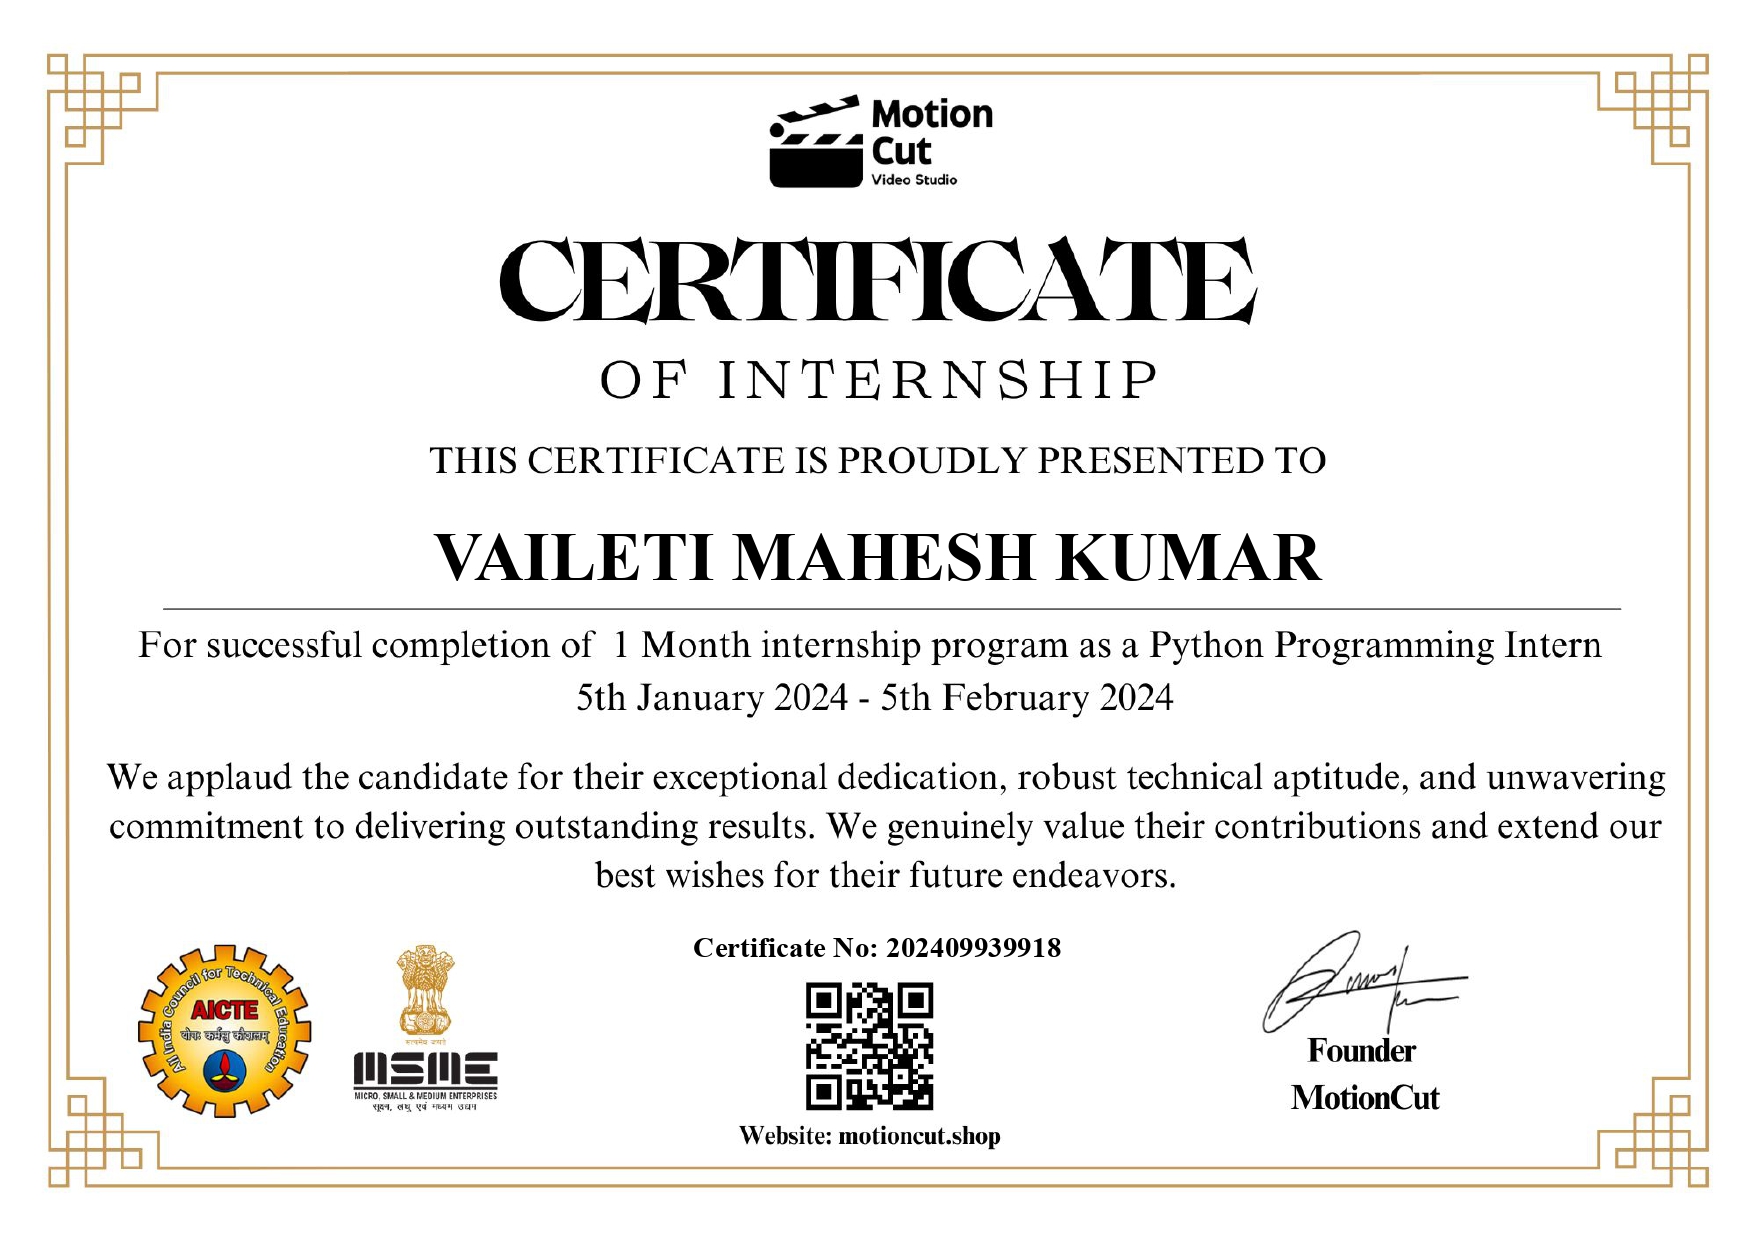 Motion
Cut
Video Studio
CERTIFICATE
OF INTERNSHIP
THIS CERTIFICATE IS PROUDLY PRESENTED TO
VAILETI MAHESH KUMAR
For successful completion of 1 Month internship program as a Python Programming Intern
5th January 2024 - 5th February 2024
We applaud the candidate for their exceptional dedication, robust technical aptitude, and unwavering
commitment to delivering outstanding results. We genuinely value their contributions and extend our
best wishes for their future endeavors.
All India Council for Technical Education
AICTE
योगः कर्मसु कौशलम्
सत्यमेव जयते
MSME
MICRO, SMALL & MEDIUM ENTERPRISES
सूक्ष्म, लघु एवं मध्यम उद्यम
Certificate No: 202409939918
Website: motioncut.shop
Founder
MotionCut